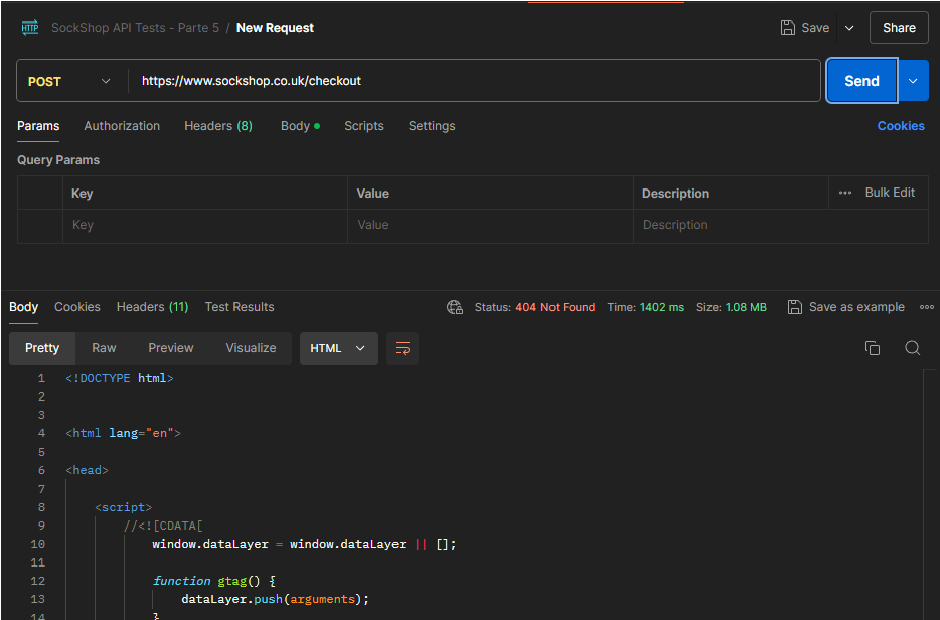 HTTP SockShop API Tests - Parte 5 / New Request Save Share
POST https://www.sockshop.co.uk/checkout Send
Params Authorization Headers (8) Body Scripts Settings Cookies
Query Params
Key Value Description ••• Bulk Edit
Key Value Description
Body Cookies Headers (11) Test Results Status: 404 Not Found Time: 1402 ms Size: 1.08 MB Save as example
Pretty Raw Preview Visualize HTML
1 <!DOCTYPE html>
2
3
4 <html lang="en">
5
6 <head>
7
8 <script>
9 //<![CDATA[
10 window.dataLayer = window.dataLayer || [];
11
12 function gtag() {
13 dataLayer.push(arguments);
14 }